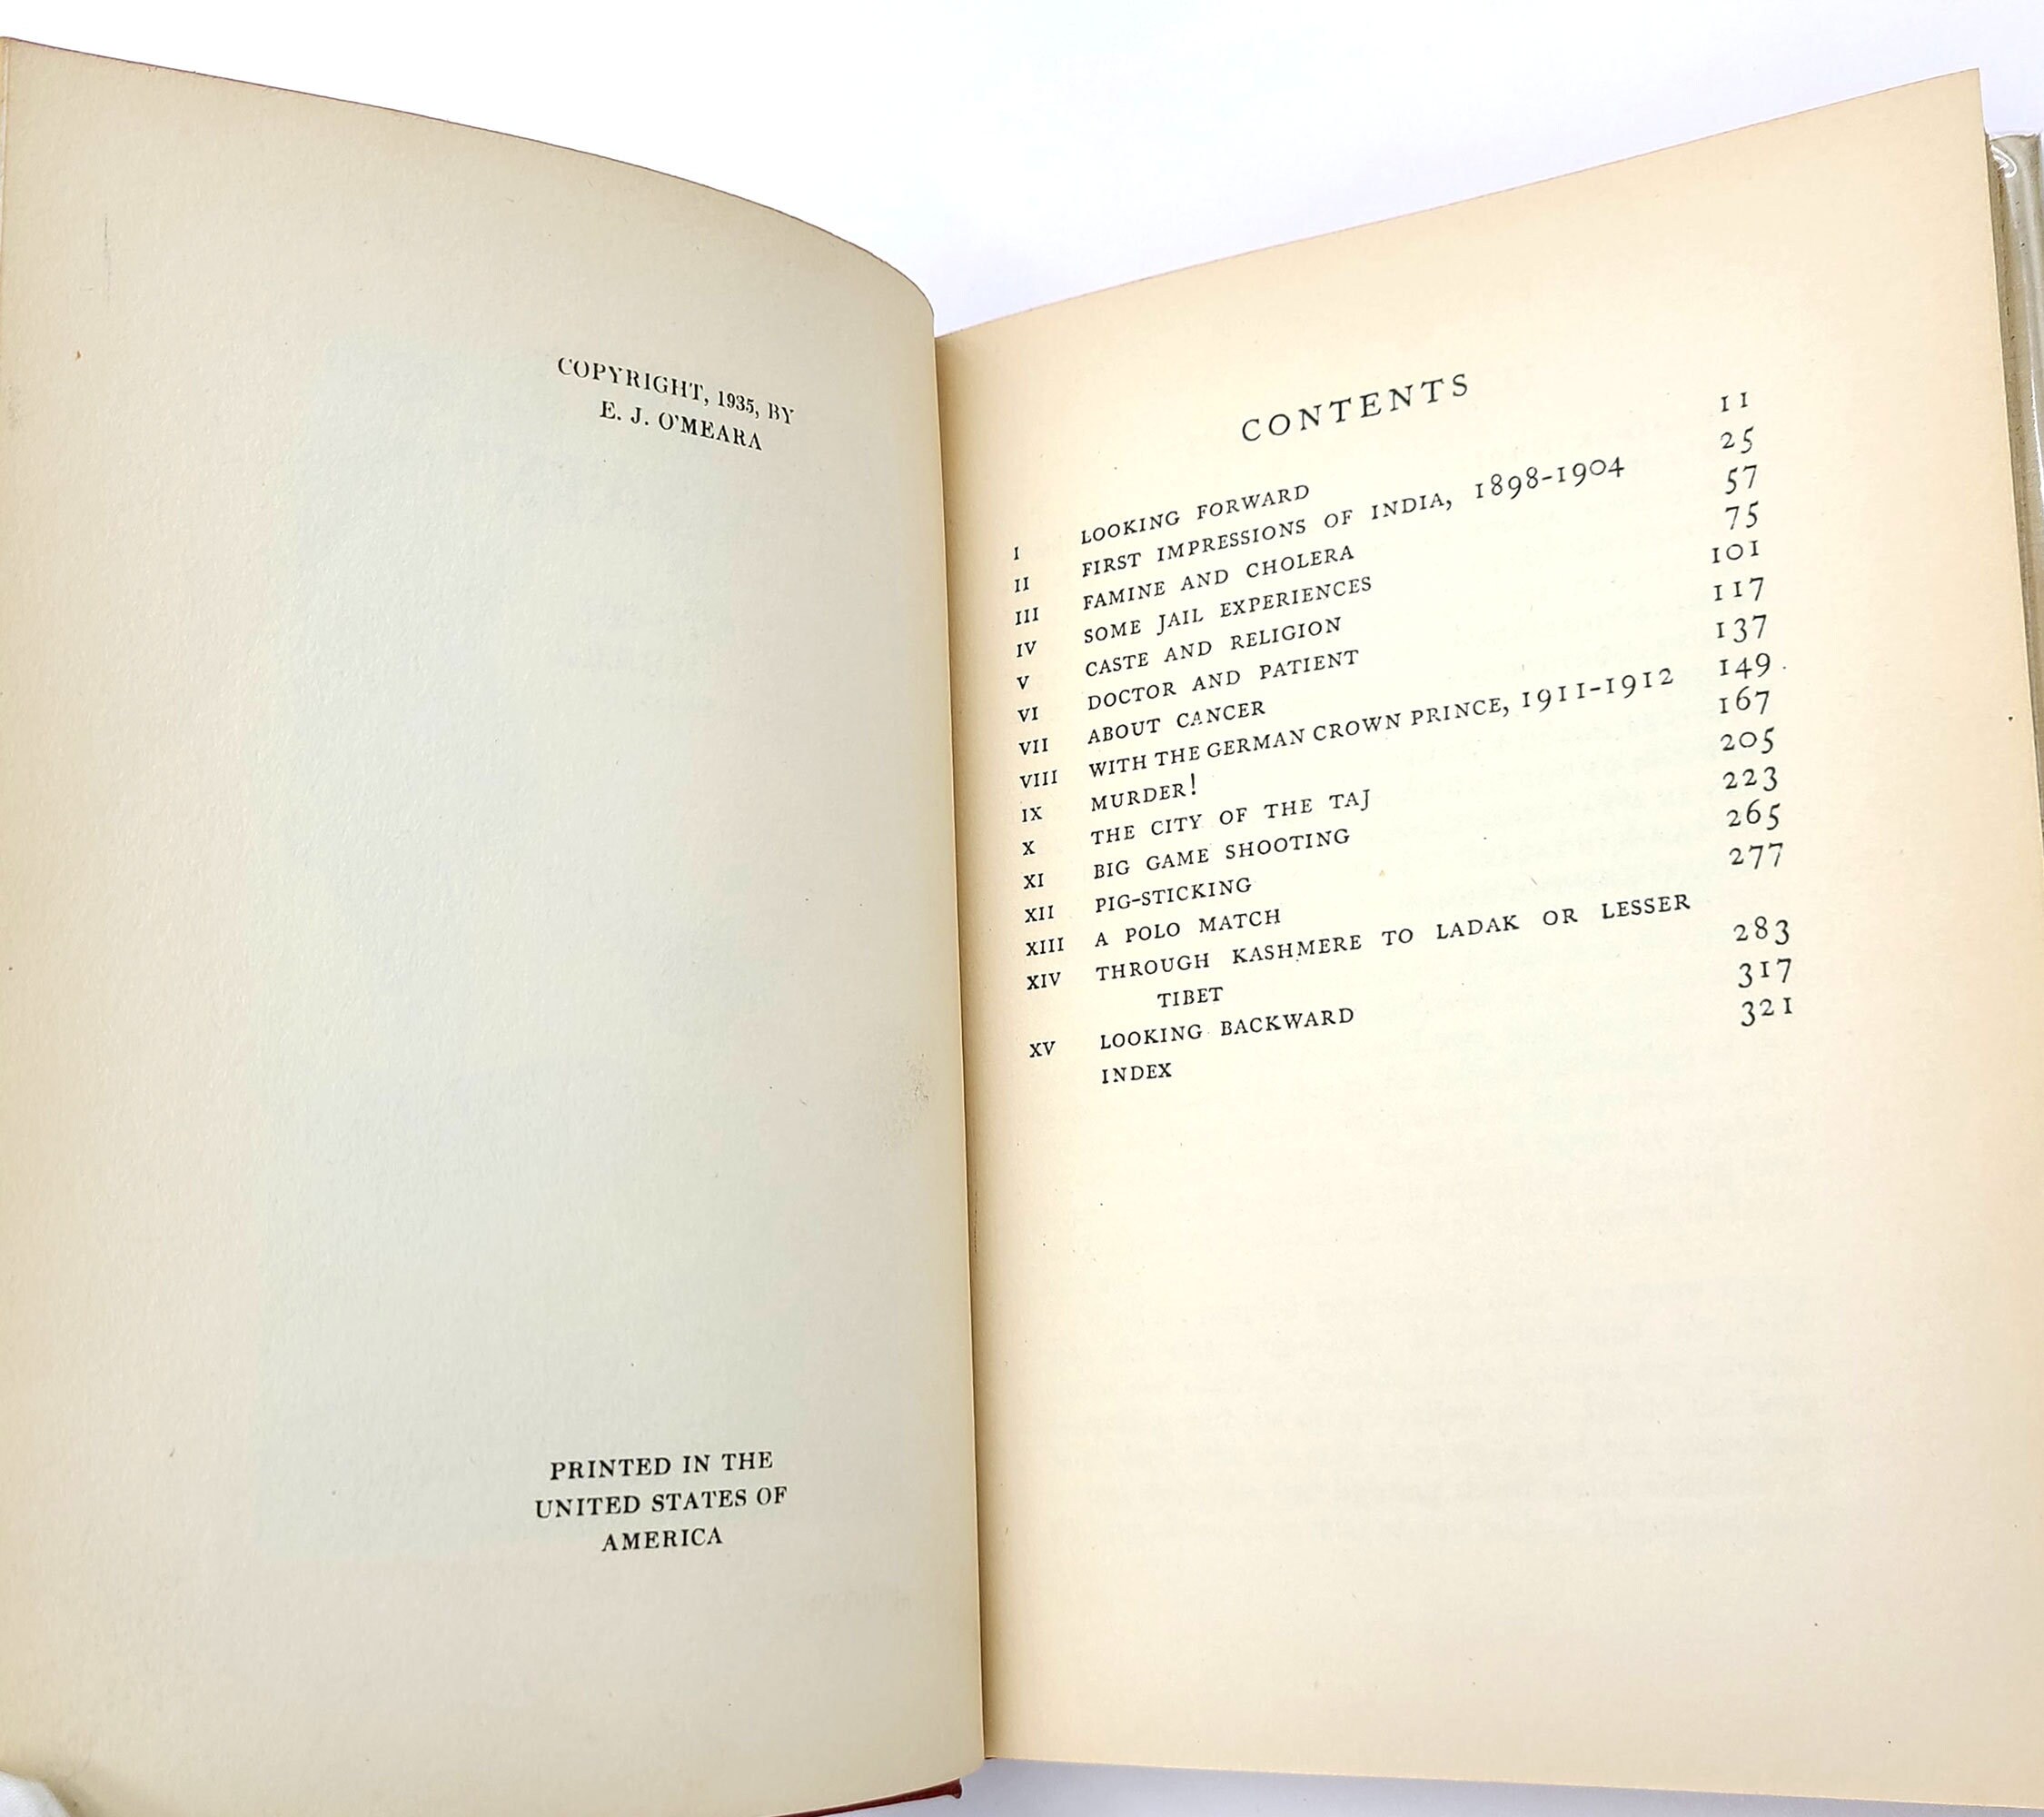 COPYRIGHT, 1935, BY
E. J. O'MEARA
PRINTED IN THE
UNITED STATES OF
AMERICA
CONTENTS
I LOOKING FORWARD 11
II FIRST IMPRESSIONS OF INDIA, 1898-1904 25
III FAMINE AND CHOLERA 57
IV SOME JAIL EXPERIENCES 75
V CASTE AND RELIGION 101
VI DOCTOR AND PATIENT 117
VII ABOUT CANCER 137
VIII WITH THE GERMAN CROWN PRINCE, 1911-1912 149
IX MURDER! 167
X THE CITY OF THE TAJ 205
XI BIG GAME SHOOTING 223
XII PIG-STICKING 265
XIII A POLO MATCH 277
XIV THROUGH KASHMERE TO LADAK OR LESSER
TIBET 283
XV LOOKING BACKWARD 317
INDEX 321